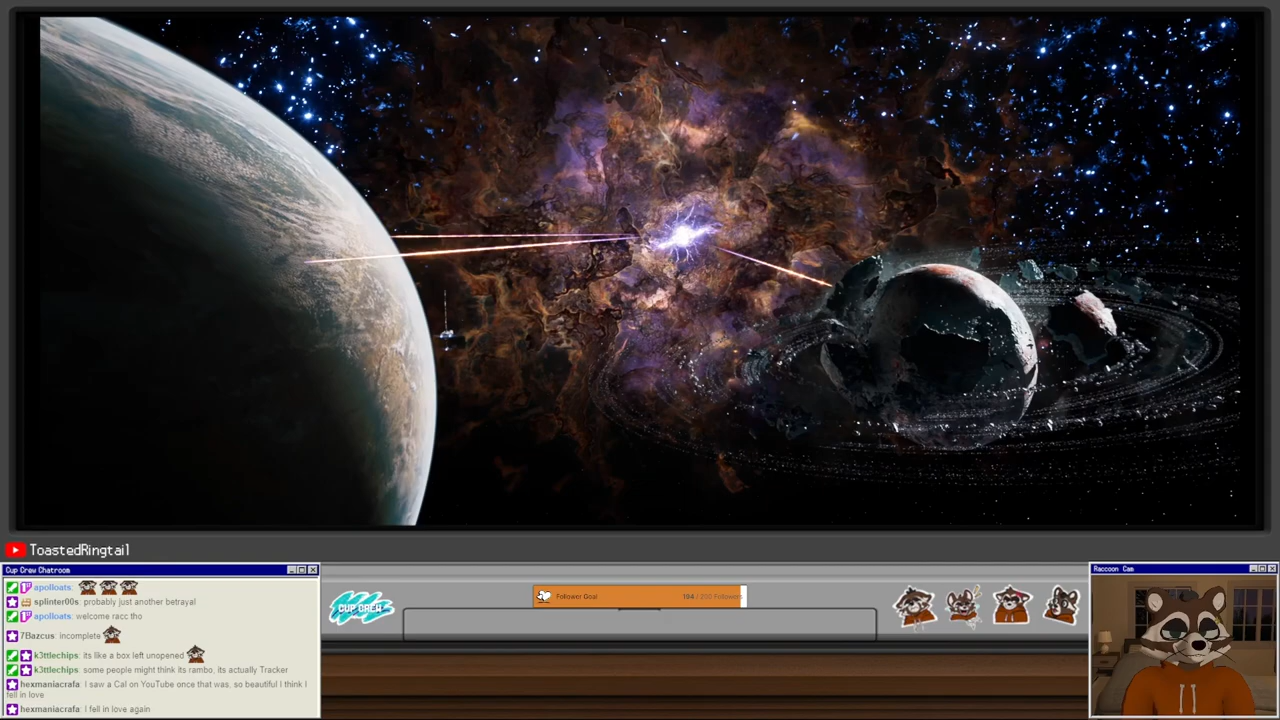 ToastedRingtail
Cup Crew Chatroom
apolloats:
splinter00s: probably just another betrayal
apolloats: welcome racc tho
7Bazcus: incomplete
k3ttlechips: its like a box left unopened
k3ttlechips: some people might think its rambo, its actually Tracker
hexmaniacrafa: I saw a Cal on YouTube once that was, so beautiful I think I
fell in love
hexmaniacrafa: I fell in love again
CUP CREW
Follower Goal
194 / 200 Followers
Raccoon Cam